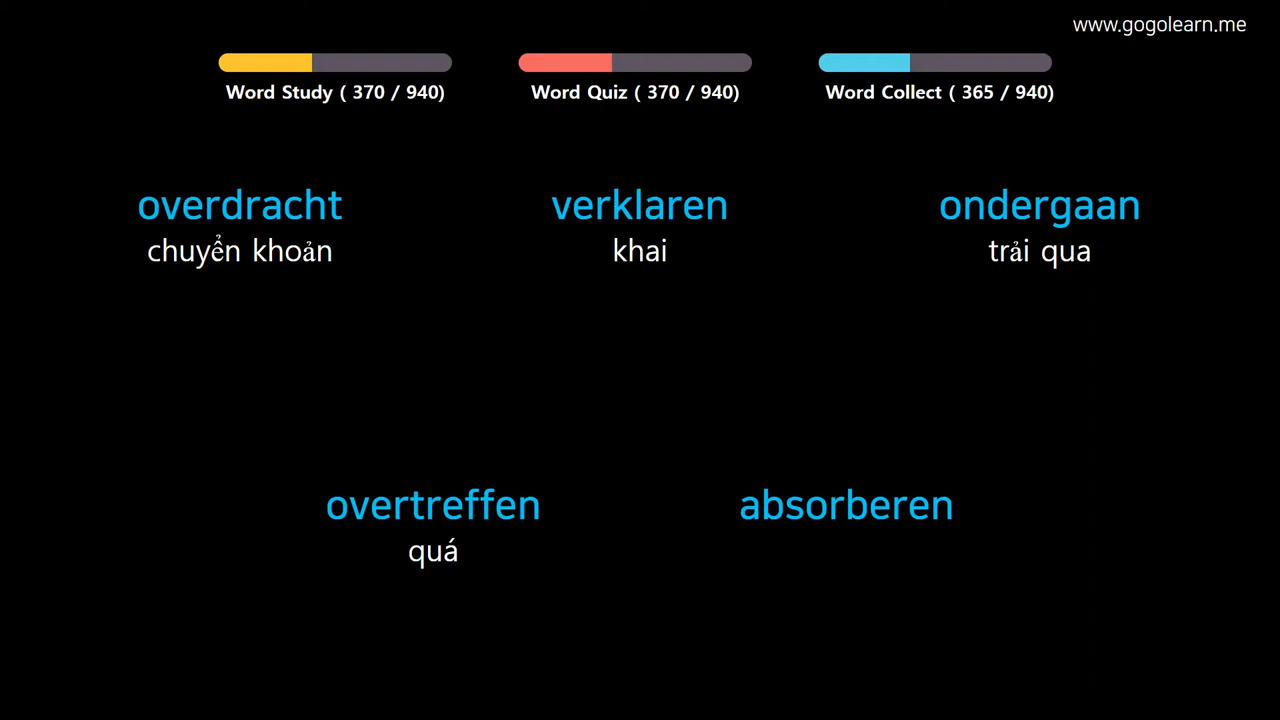 www.gogolearn.me
Word Study ( 370 / 940)
Word Quiz ( 370 / 940)
Word Collect ( 365 / 940)
overdracht
chuyển khoản
verklaren
khai
ondergaan
trải qua
overtreffen
quá
absorberen